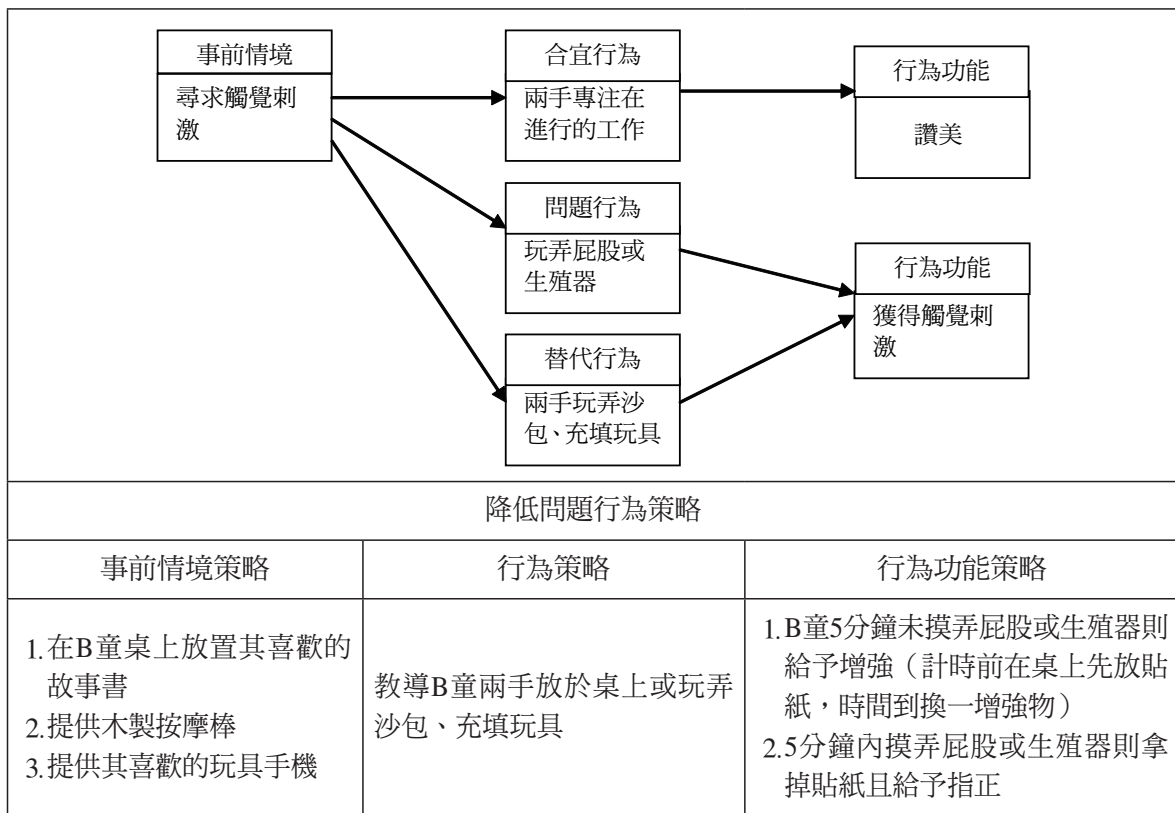 事前情境
尋求觸覺刺
激
合宜行為
兩手專注在
進行的工作
行為功能
讚美
問題行為
玩弄屁股或
生殖器
行為功能
獲得觸覺刺
激
替代行為
兩手玩弄沙
包、充填玩具
降低問題行為策略
事前情境策略
行為策略
行為功能策略
1.在B童桌上放置其喜歡的
故事書
2.提供木製按摩棒
3.提供其喜歡的玩具手機
教導B童兩手放於桌上或玩弄
沙包、充填玩具
1.B童5分鐘未摸弄屁股或生殖器則
給予增強（計時前在桌上先放貼
紙，時間到換一增強物）
2.5分鐘內摸弄屁股或生殖器則拿
掉貼紙且給予指正